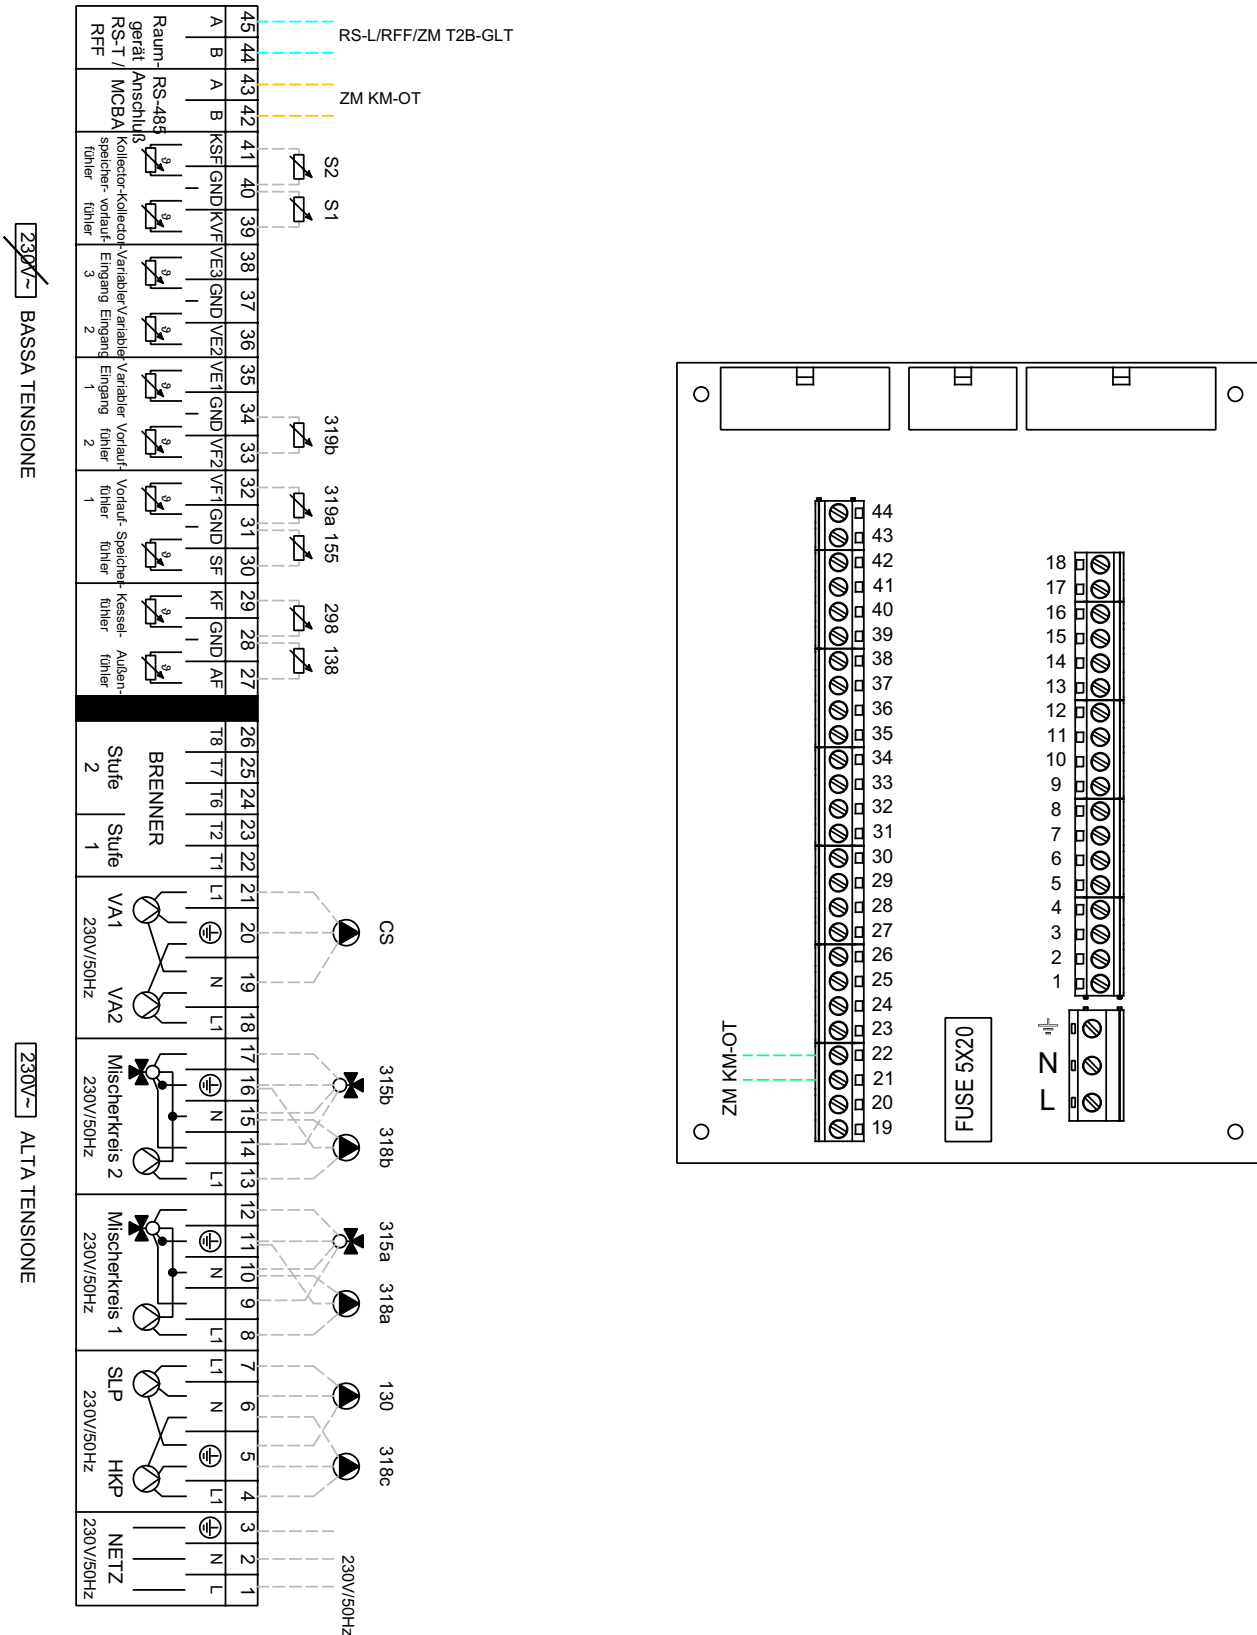 RS-L/RFF/ZM T2B-GLT
ZM KM-OT
45
44
43
42
41
40
39
38
37
36
35
34
33
32
31
30
29
28
27
26
25
24
23
22
21
20
19
18
17
16
15
14
13
12
11
10
9
8
7
6
5
4
3
2
1
A
B
A
B
KSF
GND
KVF
VE3
GND
VE2
VE1
GND
VF2
VF1
GND
SF
KF
GND
AF
T8
T7
T6
T2
T1
L1
N
L1
N
L1
N
L1
L1
N
L1
N
L
Raum-
gerät
RS-T /
RFF
RS-485
Anschluß
MCBA
Kollector-
speicher-
fühler
Kollector-
vorlauf-
fühler
Variabler
Eingang
3
Variabler
Eingang
2
Variabler
Eingang
1
Vorlauf-
fühler
2
Vorlauf-
fühler
1
Speicher-
fühler
Kessel-
fühler
Außen-
fühler
BRENNER
Stufe
2
Stufe
1
VA1
VA2
230V/50Hz
Mischerkreis 2
230V/50Hz
Mischerkreis 1
230V/50Hz
SLP
HKP
230V/50Hz
NETZ
230V/50Hz
S2
S1
319b
319a
155
298
138
CS
315b
318b
315a
318a
130
318c
230V/50Hz
230V~
BASSA TENSIONE
230V~
ALTA TENSIONE
44
43
42
41
40
39
38
37
36
35
34
33
32
31
30
29
28
27
26
25
24
23
22
21
20
19
ZM KM-OT
FUSE 5X20
18
17
16
15
14
13
12
11
10
9
8
7
6
5
4
3
2
1
N
L